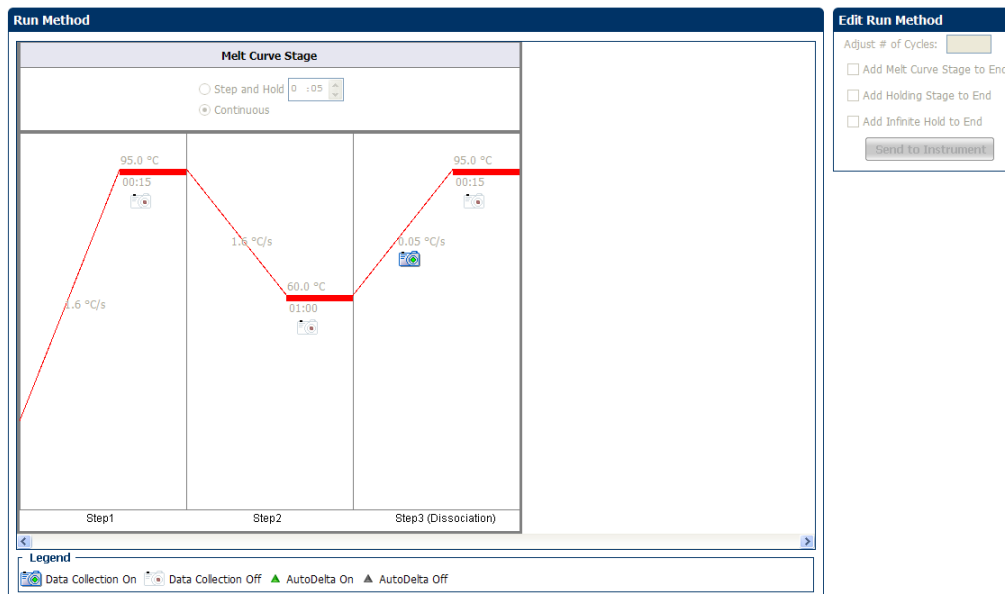 Run Method
Melt Curve Stage
Step and Hold 0 :05
Continuous
95.0 °C
00:15
1.6 °C/s
1.6 °C/s
60.0 °C
01:00
95.0 °C
00:15
0.05 °C/s
Step1
Step2
Step3 (Dissociation)
Legend
Data Collection On Data Collection Off AutoDelta On AutoDelta Off
Edit Run Method
Adjust # of Cycles:
Add Melt Curve Stage to End
Add Holding Stage to End
Add Infinite Hold to End
Send to Instrument